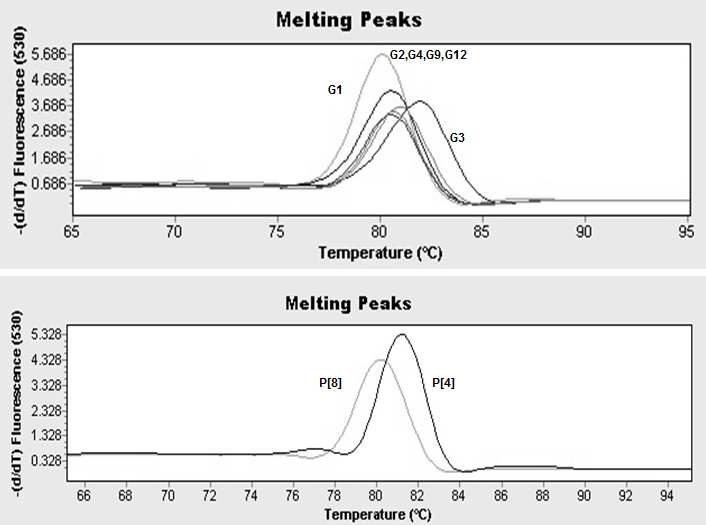 Melting Peaks
-(d/dT) Fluorescence (530)
5.686
4.686
3.686
2.686
1.686
0.686
G2,G4,G9,G12
G1
G3
65 70 75 80 85 90 95
Temperature (ºC)
Melting Peaks
-(d/dT) Fluorescence (530)
5.328
4.328
3.328
2.328
1.328
0.328
P[8] P[4]
66 68 70 72 74 76 78 80 82 84 86 88 90 92 94
Temperature (ºC)